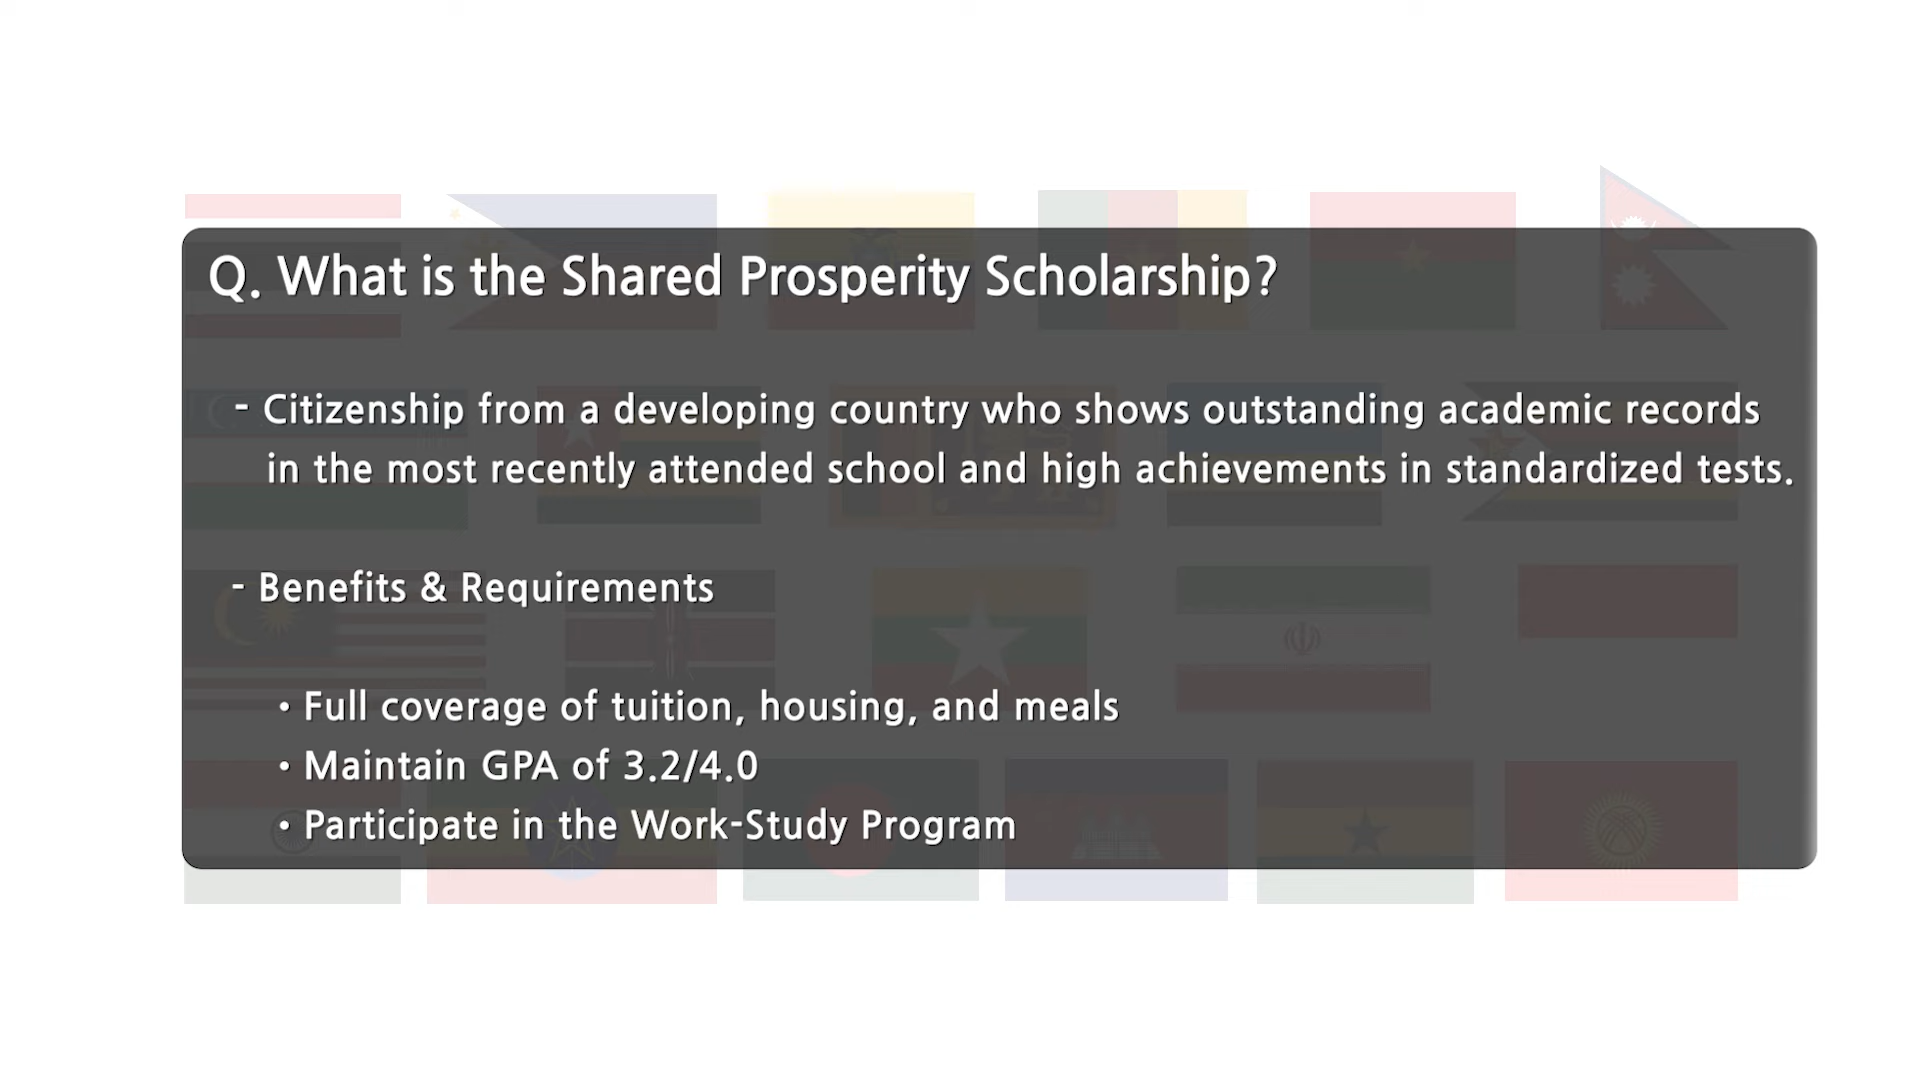 Q. What is the Shared Prosperity Scholarship?
- Citizenship from a developing country who shows outstanding academic records
in the most recently attended school and high achievements in standardized tests.
- Benefits & Requirements
• Full coverage of tuition, housing, and meals
• Maintain GPA of 3.2/4.0
• Participate in the Work-Study Program